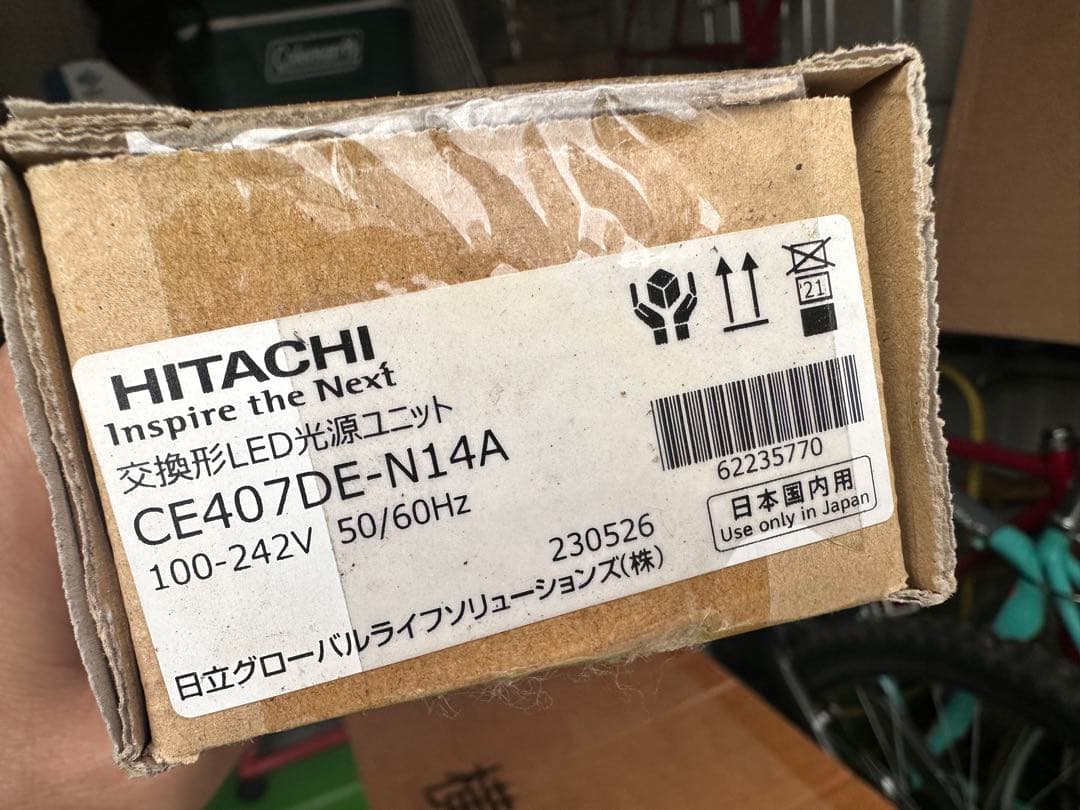 Coleman
HITACHI
Inspire the Next
交換形LED光源ユニット
CE407DE-N14A
100-242V 50/60Hz
230526
日立グローバルライフソリューションズ(株)
'21
62235770
日本国内用
Use only in Japan